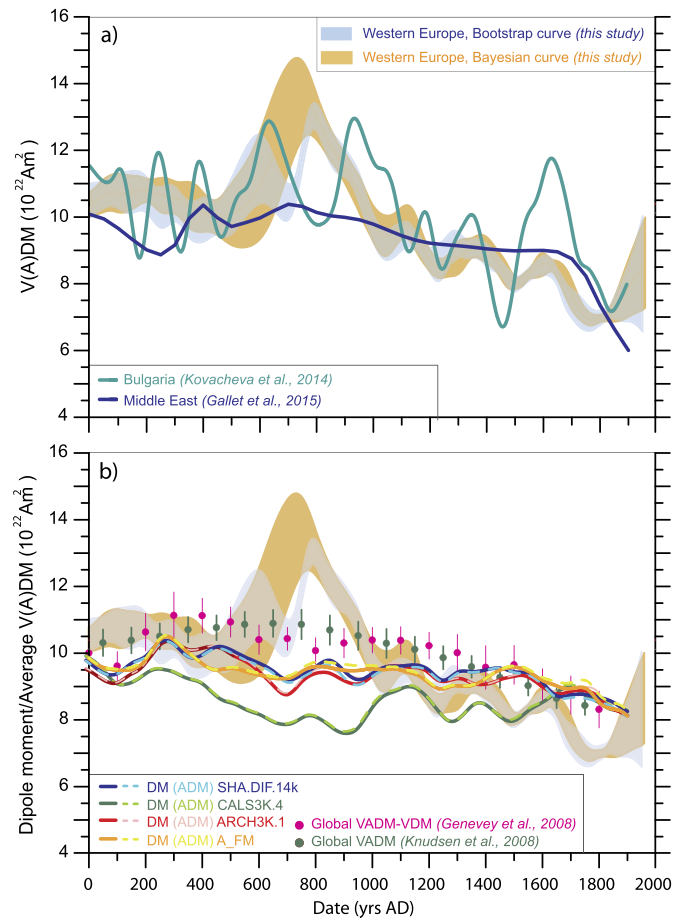 16
14
12
10
8
6
4
V(A)DM (10 22Am2)
a)
Western Europe, Bootstrap curve (this study)
Western Europe, Bayesian curve (this study)
Bulgaria (Kovacheva et al., 2014)
Middle East (Gallet et al., 2015)
16
14
12
10
8
6
4
Dipole moment/Average V(A)DM (10 22Am2)
b)
DM (ADM) SHA.DIF.14k
DM (ADM) CALS3K.4
DM (ADM) ARCH3K.1
DM (ADM) A_FM
Global VADM-VDM (Genevey et al., 2008)
Global VADM (Knudsen et al., 2008)
0 200 400 600 800 1000 1200 1400 1600 1800 2000
Date (yrs AD)